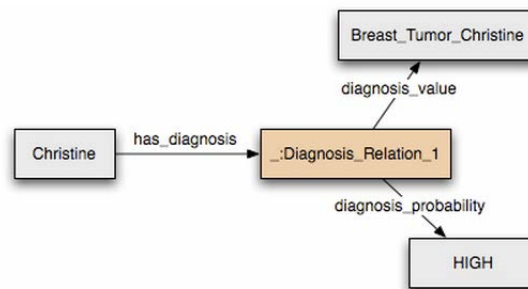 Breast_Tumor_Christine
diagnosis_value
has_diagnosis
Christine
_:Diagnosis_Relation_1
diagnosis_probability
HIGH